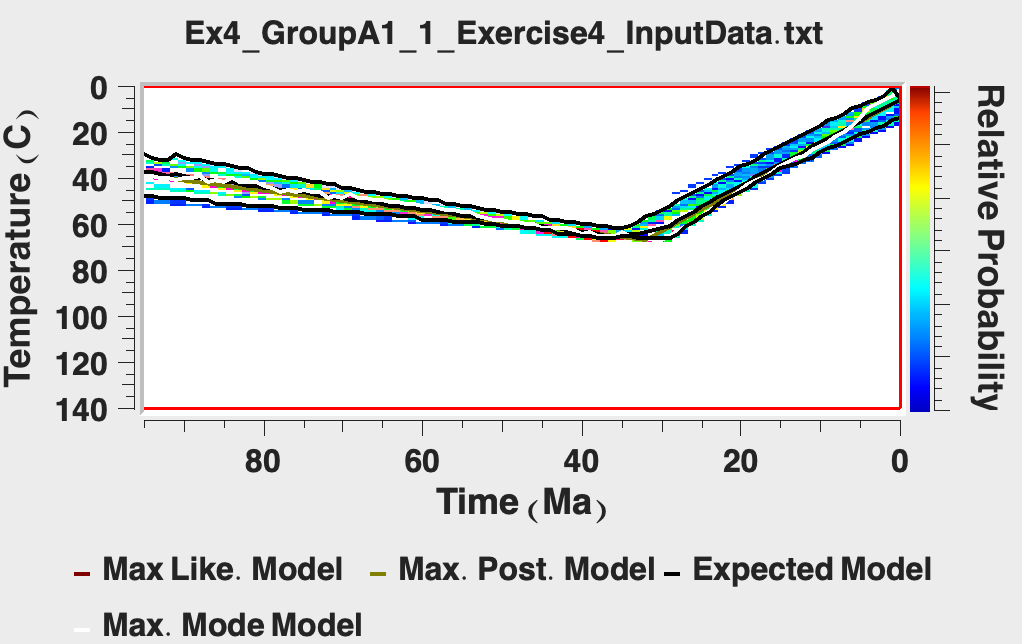 Ex4_GroupA1_1_Exercise4_InputData.txt
Temperature (C)
0
20
40
60
80
100
120
140
80 60 40 20 0
Time (Ma)
Relative Probability
Max Like. Model Max. Post. Model Expected Model
Max. Mode Model